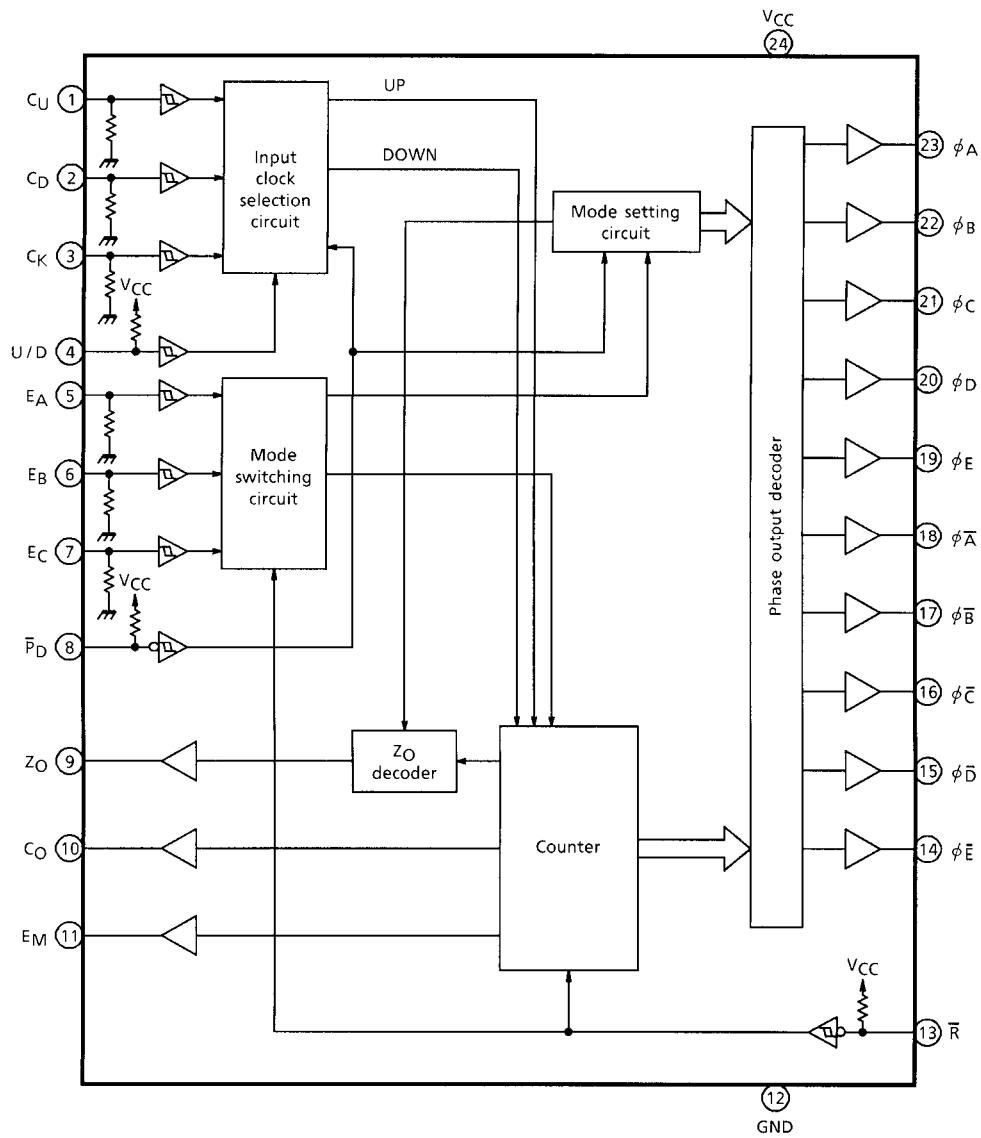 VCC
24
CU 1
UP
23 φA
Input
clock
selection
circuit
DOWN
CD 2
Mode setting
circuit
22 φB
CK 3
VCC
21 φC
U/D 4
20 φD
EA 5
Mode
switching
circuit
19 φE
EB 6
18 φA̅
EC 7
VCC
Phase output decoder
17 φB̅
P̅D 8
16 φC̅
ZO 9
ZO
decoder
15 φD̅
CO 10
Counter
14 φE̅
EM 11
VCC
13 R̅
12
GND